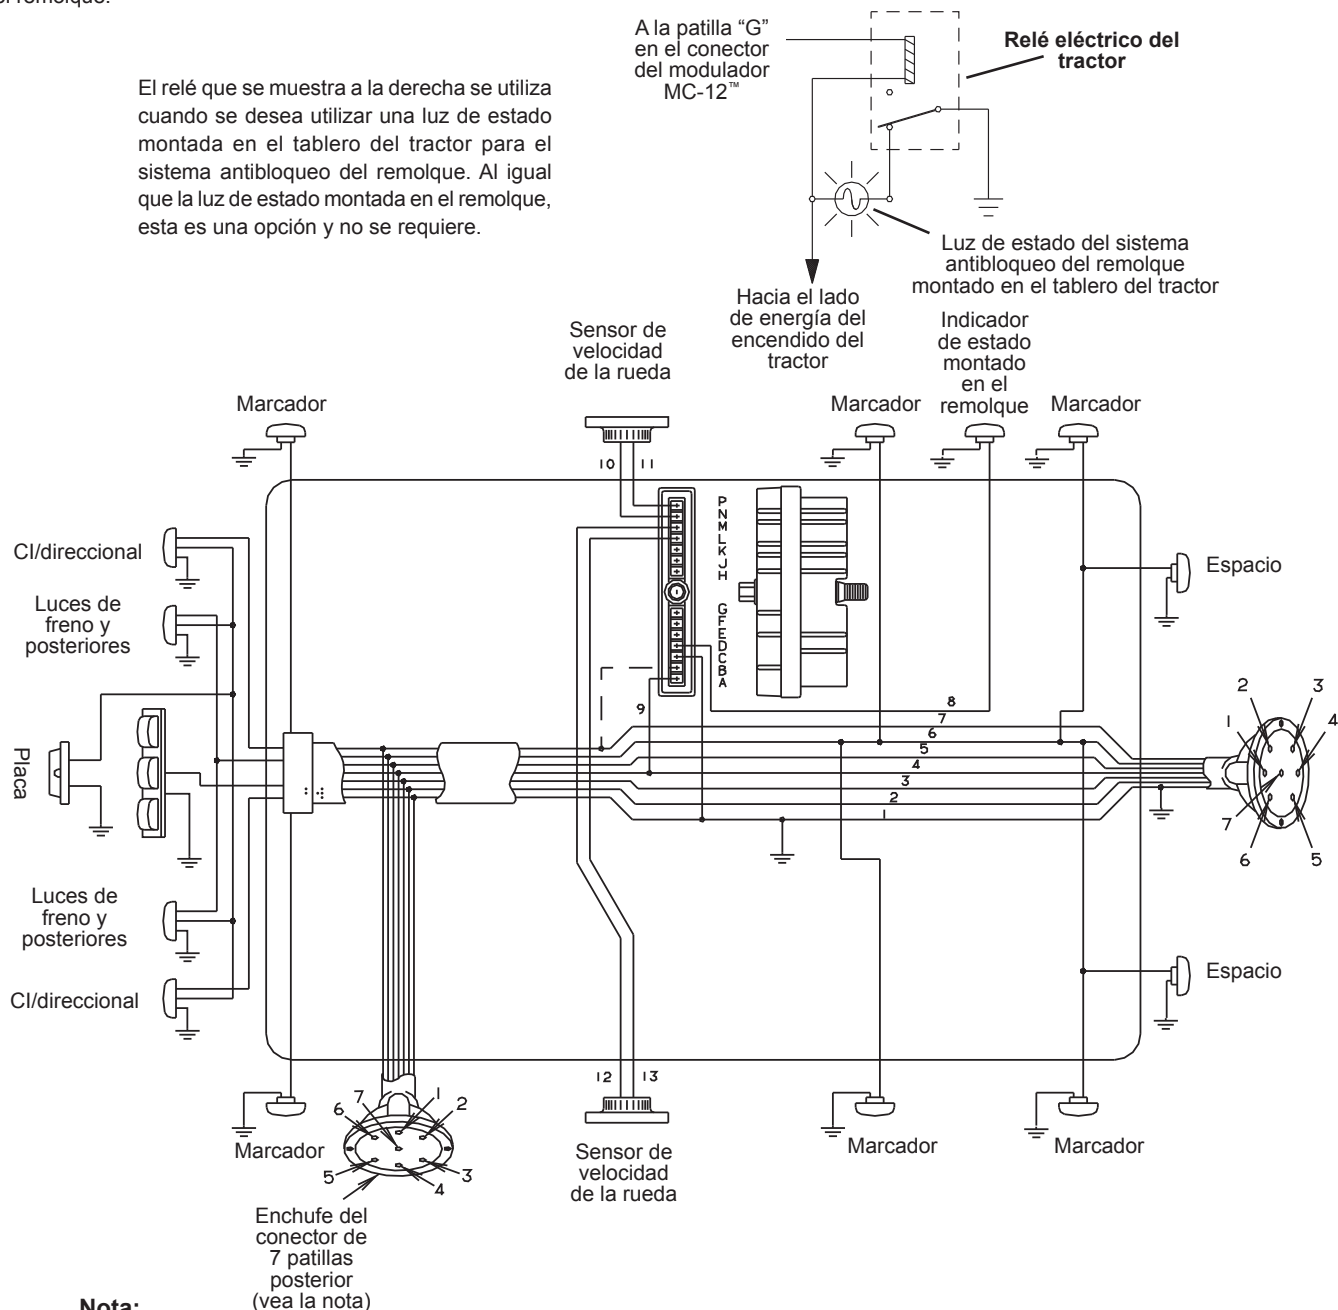 el remolque.
El relé que se muestra a la derecha se utiliza
cuando se desea utilizar una luz de estado
montada en el tablero del tractor para el
sistema antibloqueo del remolque. Al igual
que la luz de estado montada en el remolque,
esta es una opción y no se requiere.
A la patilla “G”
en el conector
del modulador
MC-12™
Relé eléctrico del
tractor
Luz de estado del sistema
antibloqueo del remolque
montado en el tablero del tractor
Hacia el lado
de energía del
encendido del
tractor
Sensor de
velocidad
de la rueda
Indicador
de estado
montado
en el
remolque
Marcador
Marcador
Marcador
10 11
P
N
M
L
K
J
H
G
F
E
D
C
B
A
CI/direccional
Luces de
freno y
posteriores
Placa
Luces de
freno y
posteriores
CI/direccional
Espacio
Espacio
9
8
7
6
5
4
3
2
1
2 3
1 4
7
6 5
12 13
Marcador
7 1
6 2
5 3
4
Enchufe del
conector de
7 patillas
posterior
(vea la nota)
Sensor de
velocidad
de la rueda
Marcador
Marcador
Nota: